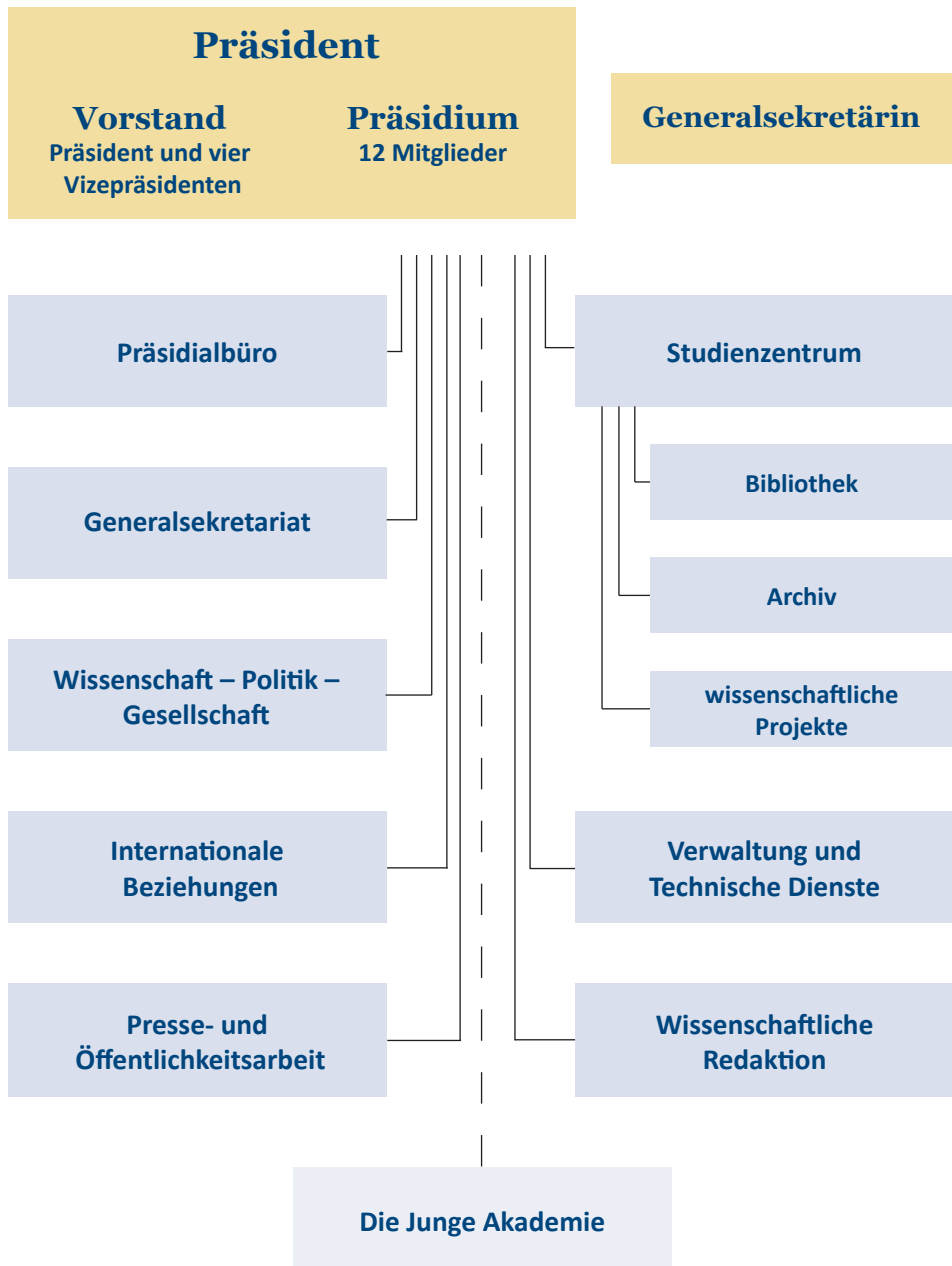 Präsident
Vorstand
Präsident und vier
Vizepräsidenten
Präsidium
12 Mitglieder
Generalsekretärin
Präsidialbüro
Generalsekretariat
Wissenschaft – Politik –
Gesellschaft
Internationale
Beziehungen
Presse- und
Öffentlichkeitsarbeit
Studienzentrum
Bibliothek
Archiv
wissenschaftliche
Projekte
Verwaltung und
Technische Dienste
Wissenschaftliche
Redaktion
Die Junge Akademie